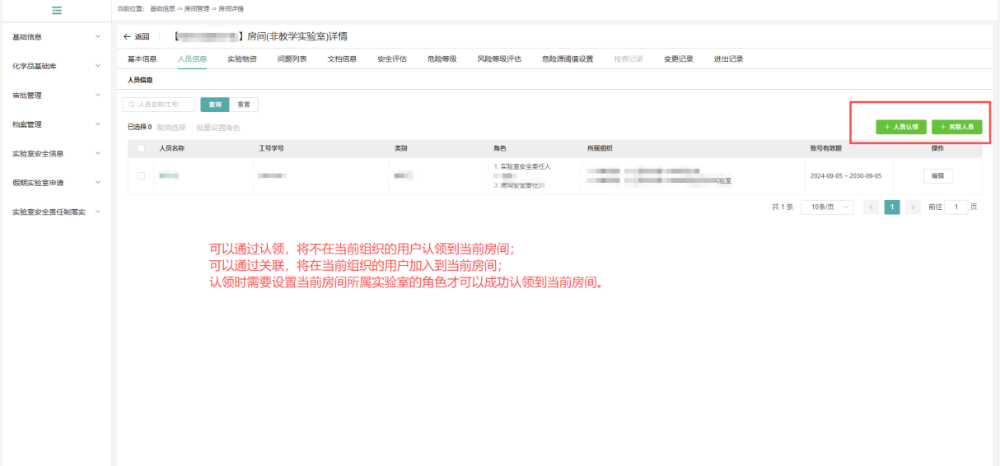 当前位置： 基础信息 -> 房间管理 -> 房间详情
基础信息
化学品基础库
审批管理
档案管理
实验室安全信息
假期实验室申请
实验室安全责任制落实
← 返回 【 】房间(非教学实验室)详情
基本信息 人员信息 实验物资 问题列表 文档信息 安全评估 危险等级 风险等级评估 危险源阈值设置 检查记录 变更记录 进出记录
人员信息
人员名称/工号 查询 重置
已选择:0 取消选择 批量设置角色
+ 人员认领 + 关联人员
人员名称 工号学号 类别 角色 所属组织 账号有效期 操作
1. 实验室安全责任人
3. 房间安全责任人
实验室
2024-09-05 ~ 2030-09-05 编辑
共 1 条 10条/页 < 1 > 前往 1 页
可以通过认领，将不在当前组织的用户认领到当前房间；
可以通过关联，将在当前组织的用户加入到当前房间；
认领时需要设置当前房间所属实验室的角色才可以成功认领到当前房间。